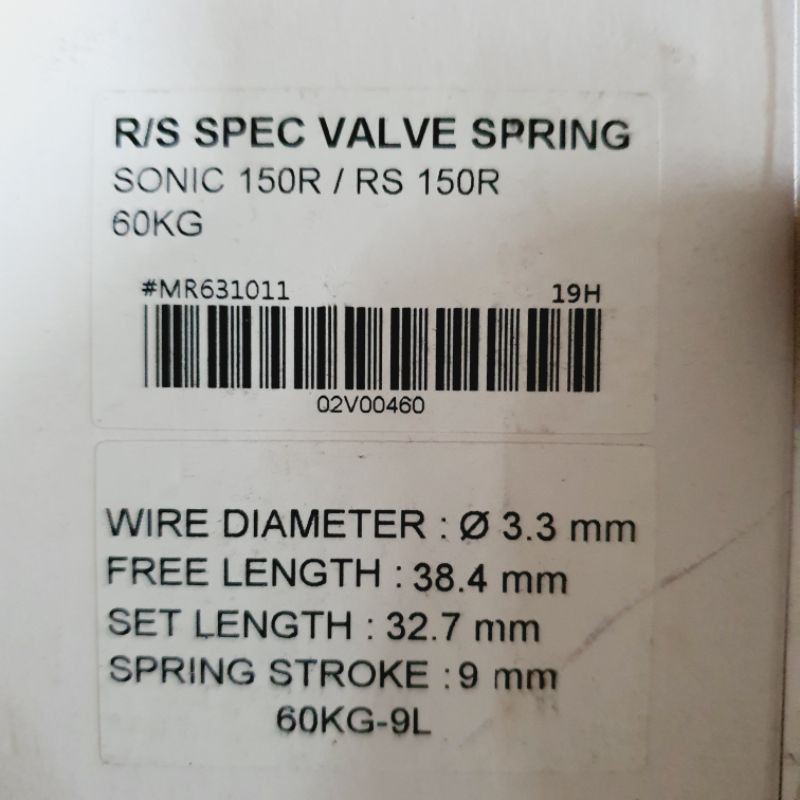 R/S SPEC VALVE SPRING
SONIC 150R / RS 150R
60KG
#MR631011 19H
02V00460
WIRE DIAMETER : Ø 3.3 mm
FREE LENGTH : 38.4 mm
SET LENGTH : 32.7 mm
SPRING STROKE : 9 mm
60KG-9L